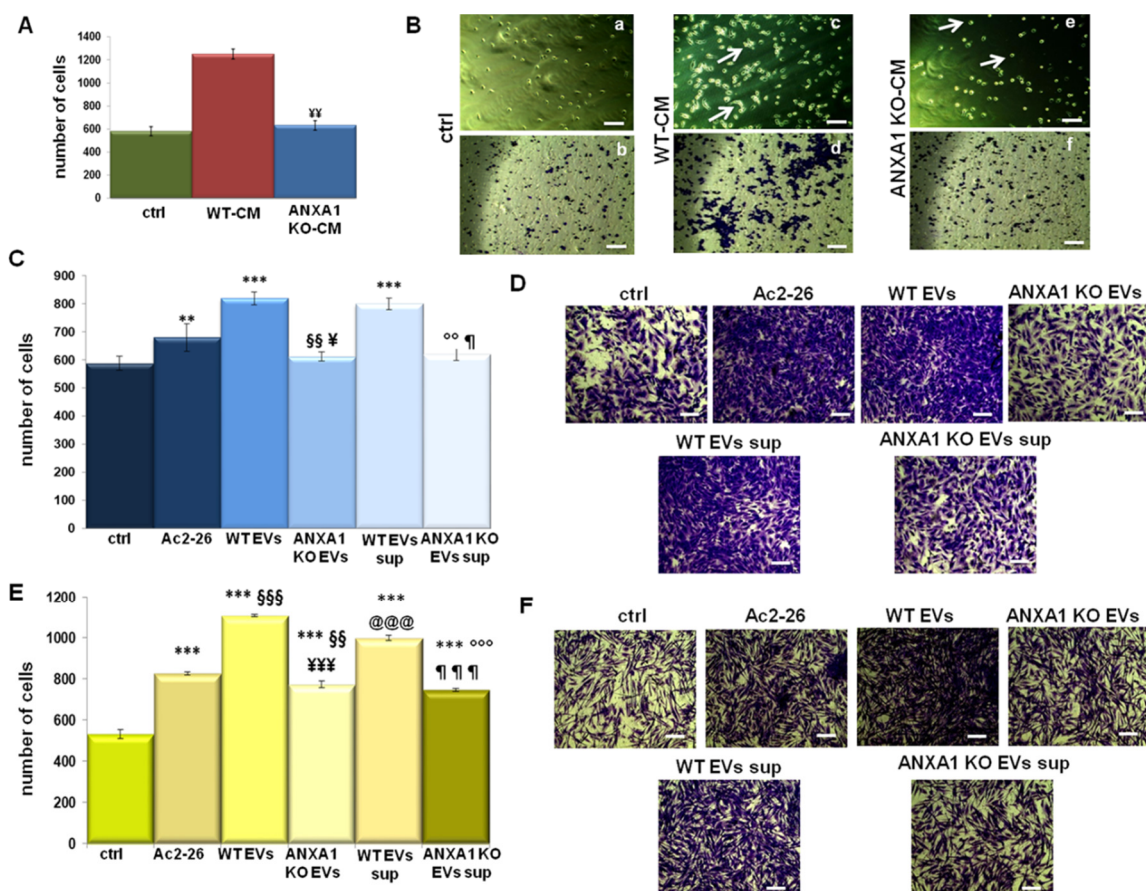 A
number of cells
1400
1200
1000
800
600
400
200
0
¥¥
ctrl
WT-CM
ANXA1
KO-CM
B
ctrl
a
b
WT-CM
c
d
ANXA1 KO-CM
e
f
C
number of cells
900
800
700
600
500
400
300
200
100
0
**
***
§§ ¥
***
°° ¶
ctrl
Ac2-26
WT EVs
ANXA1
KO EVs
WT EVs
sup
ANXA1 KO
EVs sup
D
ctrl
Ac2-26
WT EVs
ANXA1 KO EVs
WT EVs sup
ANXA1 KO EVs sup
E
number of cells
1200
1000
800
600
400
200
0
***
*** §§§
*** §§
¥¥¥
***
@@@
*** °°°
¶ ¶ ¶
ctrl
Ac2-26
WT EVs
ANXA1
KO EVs
WT EVs
sup
ANXA1 KO
EVs sup
F
ctrl
Ac2-26
WT EVs
ANXA1 KO EVs
WT EVs sup
ANXA1 KO EVs sup